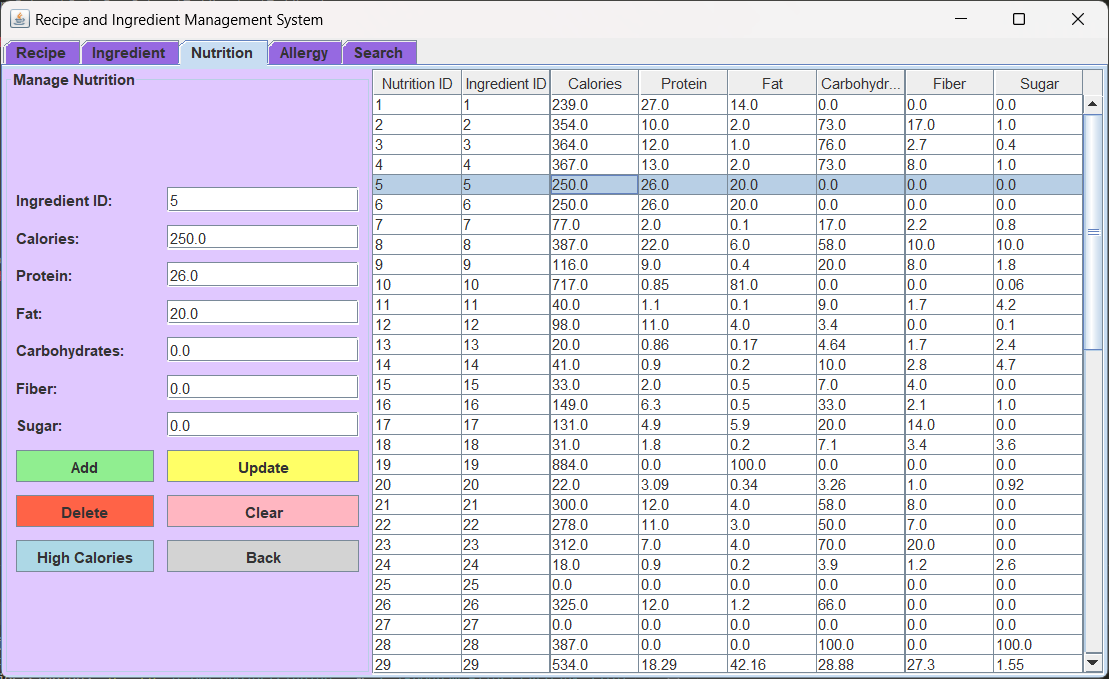 Recipe and Ingredient Management System
Recipe Ingredient Nutrition Allergy Search
Manage Nutrition
Ingredient ID: 5
Calories: 250.0
Protein: 26.0
Fat: 20.0
Carbohydrates: 0.0
Fiber: 0.0
Sugar: 0.0
Add Update
Delete Clear
High Calories Back
Nutrition ID Ingredient ID Calories Protein Fat Carbohydr... Fiber Sugar
1 1 239.0 27.0 14.0 0.0 0.0 0.0
2 2 354.0 10.0 2.0 73.0 17.0 1.0
3 3 364.0 12.0 1.0 76.0 2.7 0.4
4 4 367.0 13.0 2.0 73.0 8.0 1.0
5 5 250.0 26.0 20.0 0.0 0.0 0.0
6 6 250.0 26.0 20.0 0.0 0.0 0.0
7 7 77.0 2.0 0.1 17.0 2.2 0.8
8 8 387.0 22.0 6.0 58.0 10.0 10.0
9 9 116.0 9.0 0.4 20.0 8.0 1.8
10 10 717.0 0.85 81.0 0.0 0.0 0.06
11 11 40.0 1.1 0.1 9.0 1.7 4.2
12 12 98.0 11.0 4.0 3.4 0.0 0.1
13 13 20.0 0.86 0.17 4.64 1.7 2.4
14 14 41.0 0.9 0.2 10.0 2.8 4.7
15 15 33.0 2.0 0.5 7.0 4.0 0.0
16 16 149.0 6.3 0.5 33.0 2.1 1.0
17 17 131.0 4.9 5.9 20.0 14.0 0.0
18 18 31.0 1.8 0.2 7.1 3.4 3.6
19 19 884.0 0.0 100.0 0.0 0.0 0.0
20 20 22.0 3.09 0.34 3.26 1.0 0.92
21 21 300.0 12.0 4.0 58.0 8.0 0.0
22 22 278.0 11.0 3.0 50.0 7.0 0.0
23 23 312.0 7.0 4.0 70.0 20.0 0.0
24 24 18.0 0.9 0.2 3.9 1.2 2.6
25 25 0.0 0.0 0.0 0.0 0.0 0.0
26 26 325.0 12.0 1.2 66.0 0.0 0.0
27 27 0.0 0.0 0.0 0.0 0.0 0.0
28 28 387.0 0.0 0.0 100.0 0.0 100.0
29 29 534.0 18.29 42.16 28.88 27.3 1.55